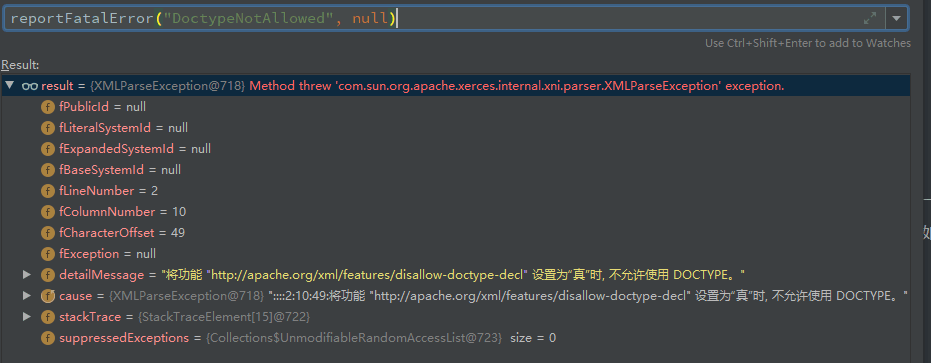 reportFatalError("DoctypeNotAllowed", null)
Use Ctrl+Shift+Enter to add to Watches
Result:
result = {XMLParseException@718} Method threw 'com.sun.org.apache.xerces.internal.xni.parser.XMLParseException' exception.
f fPublicId = null
f fLiteralSystemId = null
f fExpandedSystemId = null
f fBaseSystemId = null
f fLineNumber = 2
f fColumnNumber = 10
f fCharacterOffset = 49
f fException = null
f detailMessage = "将功能 "http://apache.org/xml/features/disallow-doctype-decl" 设置为“真”时, 不允许使用 DOCTYPE。"
f cause = {XMLParseException@718} "::::2:10:49:将功能 "http://apache.org/xml/features/disallow-doctype-decl" 设置为“真”时, 不允许使用 DOCTYPE。"
f stackTrace = {StackTraceElement[15]@722}
f suppressedExceptions = {Collections$UnmodifiableRandomAccessList@723} size = 0